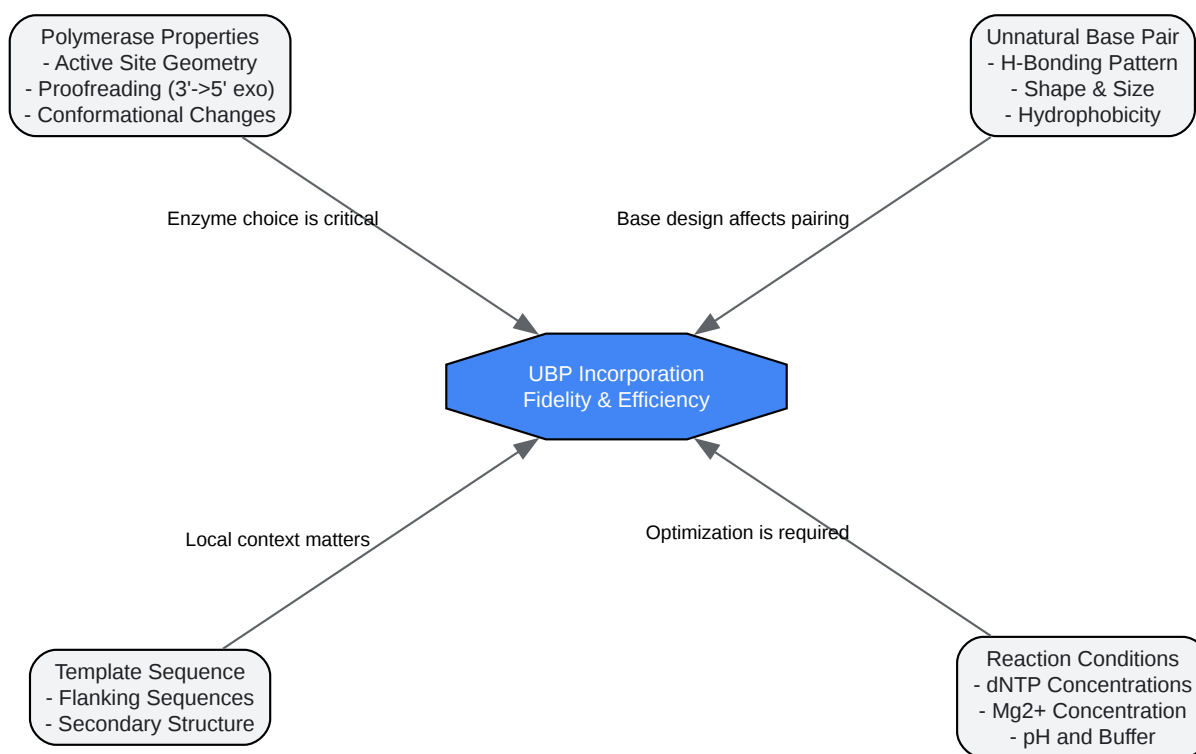 Polymerase Properties
- Active Site Geometry
- Proofreading (3'->5' exo)
- Conformational Changes
Unnatural Base Pair
- H-Bonding Pattern
- Shape & Size
- Hydrophobicity
Enzyme choice is critical
Base design affects pairing
UBP Incorporation
Fidelity & Efficiency
Local context matters
Optimization is required
Template Sequence
- Flanking Sequences
- Secondary Structure
Reaction Conditions
- dNTP Concentrations
- Mg2+ Concentration
- pH and Buffer